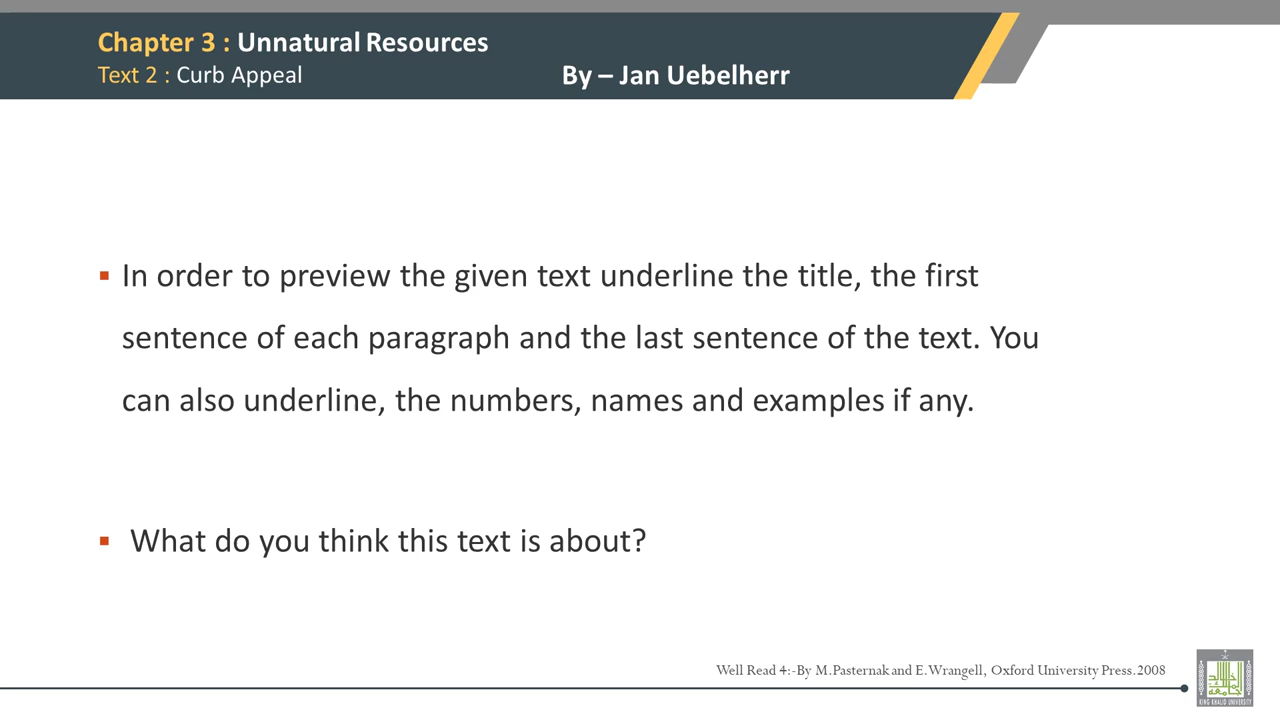 Chapter 3 : Unnatural Resources
Text 2 : Curb Appeal
By – Jan Uebelherr
▪ In order to preview the given text underline the title, the first
sentence of each paragraph and the last sentence of the text. You
can also underline, the numbers, names and examples if any.
▪ What do you think this text is about?
Well Read 4:-By M.Pasternak and E.Wrangell, Oxford University Press.2008
KING KHALID UNIVERSITY